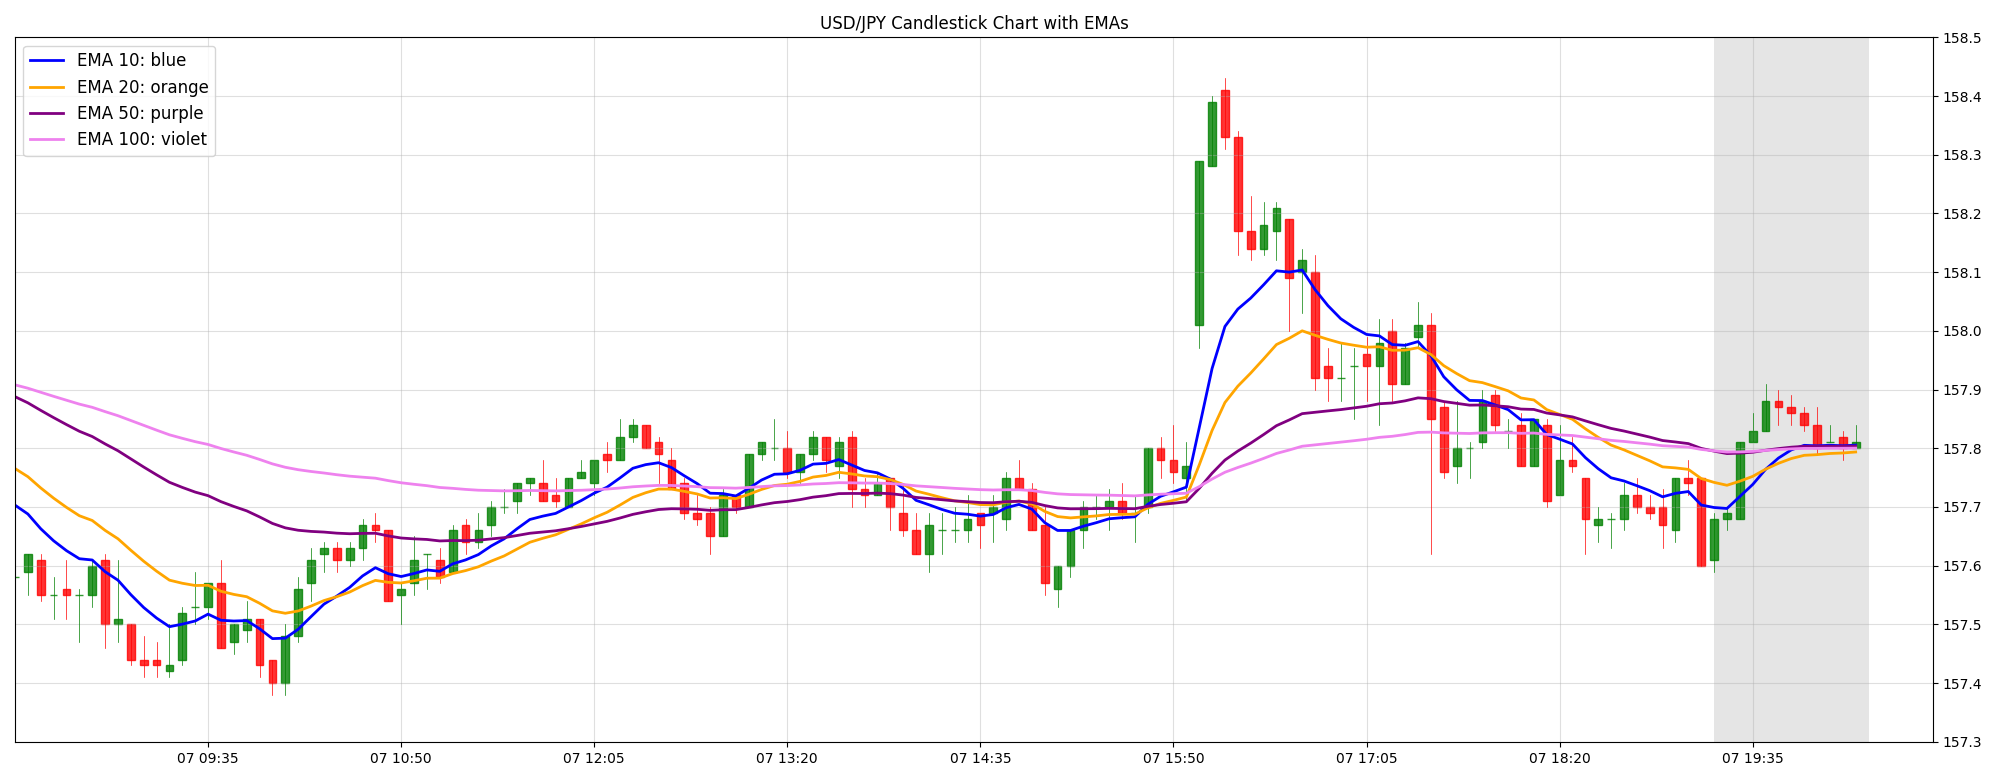 USD/JPY Candlestick Chart with EMAs
EMA 10: blue
EMA 20: orange
EMA 50: purple
EMA 100: violet
158.5
158.4
158.3
158.2
158.1
158.0
157.9
157.8
157.7
157.6
157.5
157.4
157.3
07 09:35 07 10:50 07 12:05 07 13:20 07 14:35 07 15:50 07 17:05 07 18:20 07 19:35